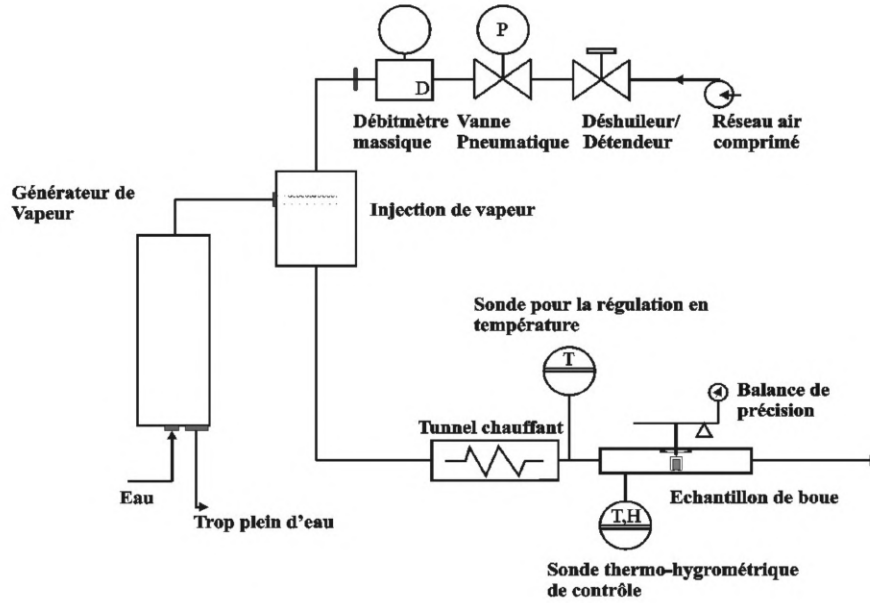 P
D
Débitmètre
massique
Vanne
Pneumatique
Déshuileur/
Détendeur
Réseau air
comprimé
Générateur de
Vapeur
Injection de vapeur
Sonde pour la régulation en
température
T
Balance de
précision
Tunnel chauffant
Eau
Trop plein d'eau
Echantillon de boue
T,H
Sonde thermo-hygrométrique
de contrôle